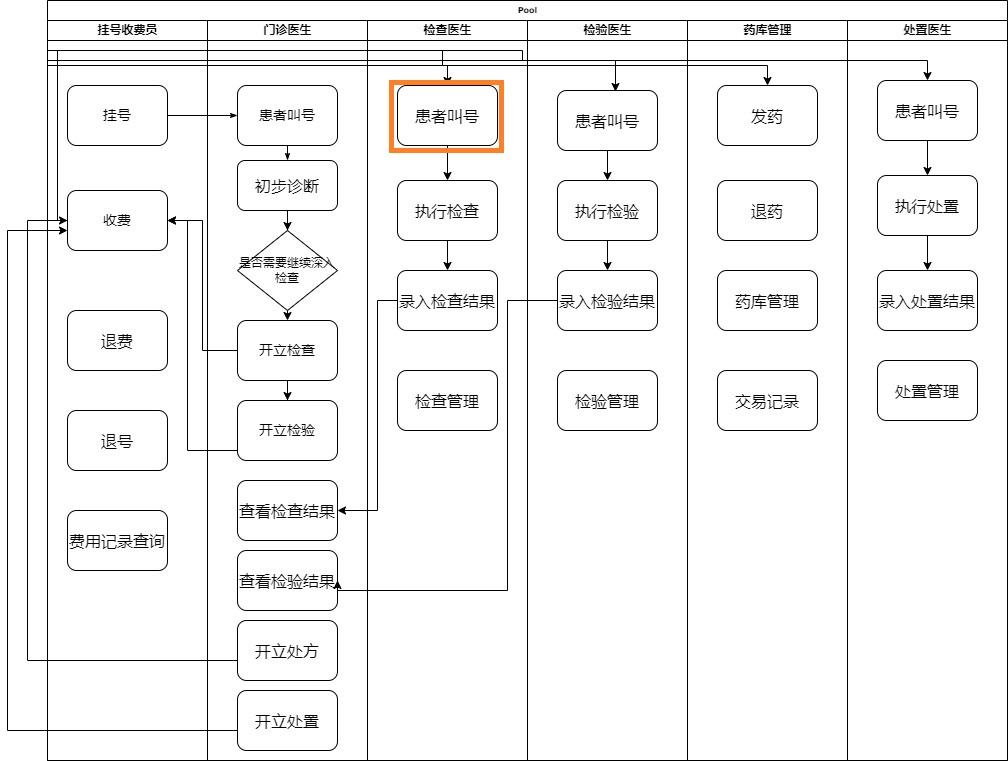 Pool
挂号收费员
门诊医生
检查医生
检验医生
药库管理
处置医生
挂号
收费
退费
退号
费用记录查询
患者叫号
初步诊断
是否需要继续深入
检查
开立检查
开立检验
查看检查结果
查看检验结果
开立处方
开立处置
患者叫号
执行检查
录入检查结果
检查管理
患者叫号
执行检验
录入检验结果
检验管理
发药
退药
药库管理
交易记录
患者叫号
执行处置
录入处置结果
处置管理